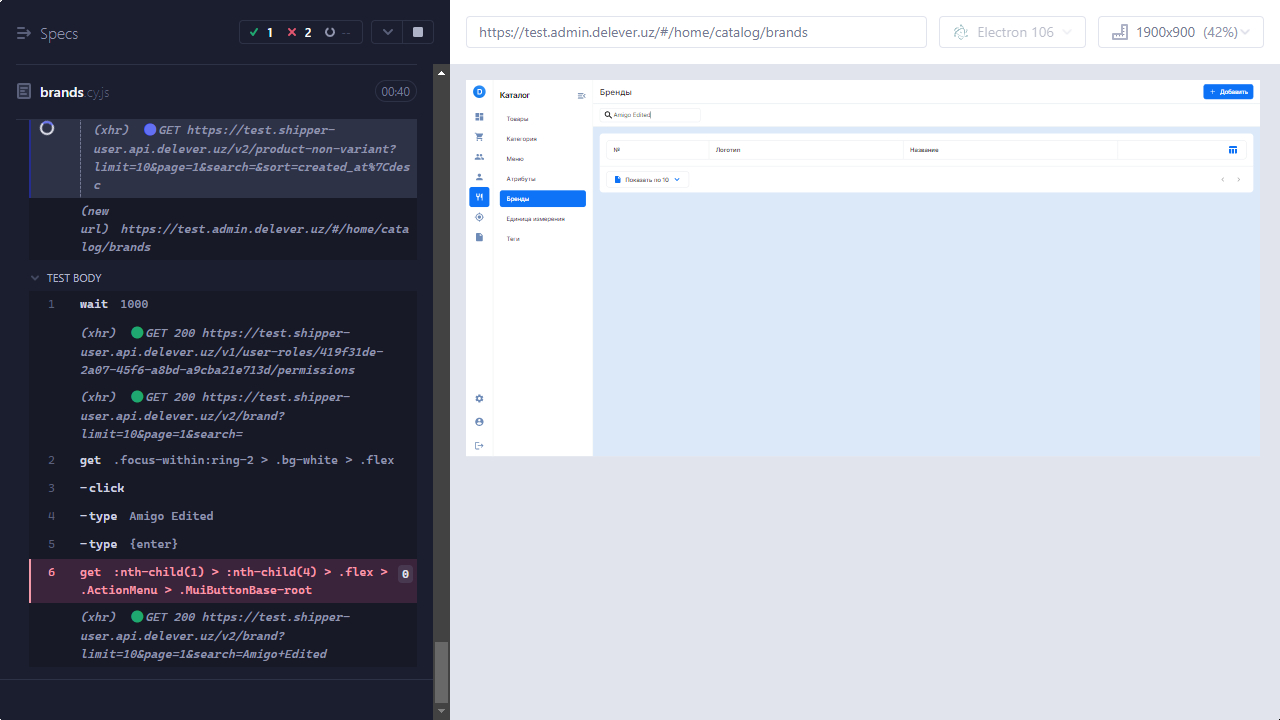 Specs
1
2
--
brands.cy.js
00:40
(xhr) GET https://test.shipper-
user.api.delever.uz/v2/product-non-variant?
limit=10&page=1&search=&sort=created_at%7Cdes
c
(new
url) https://test.admin.delever.uz/#/home/cata
log/brands
TEST BODY
1 wait 1000
(xhr) GET 200 https://test.shipper-
user.api.delever.uz/v1/user-roles/419f31de-
2a07-45f6-a8bd-a9cba21e713d/permissions
(xhr) GET 200 https://test.shipper-
user.api.delever.uz/v2/brand?
limit=10&page=1&search=
2 get .focus-within:ring-2 > .bg-white > .flex
3 -click
4 -type Amigo Edited
5 -type {enter}
6 get :nth-child(1) > :nth-child(4) > .flex >
.ActionMenu > .MuiButtonBase-root
0
(xhr) GET 200 https://test.shipper-
user.api.delever.uz/v2/brand?
limit=10&page=1&search=Amigo+Edited
https://test.admin.delever.uz/#/home/catalog/brands
Electron 106
1900x900 (42%)
D
Каталог
Товары
Категория
Меню
Атрибуты
Бренды
Единица измерения
Теги
Бренды
+ Добавить
Amigo Edited
№
Логотип
Название
Показать по 10